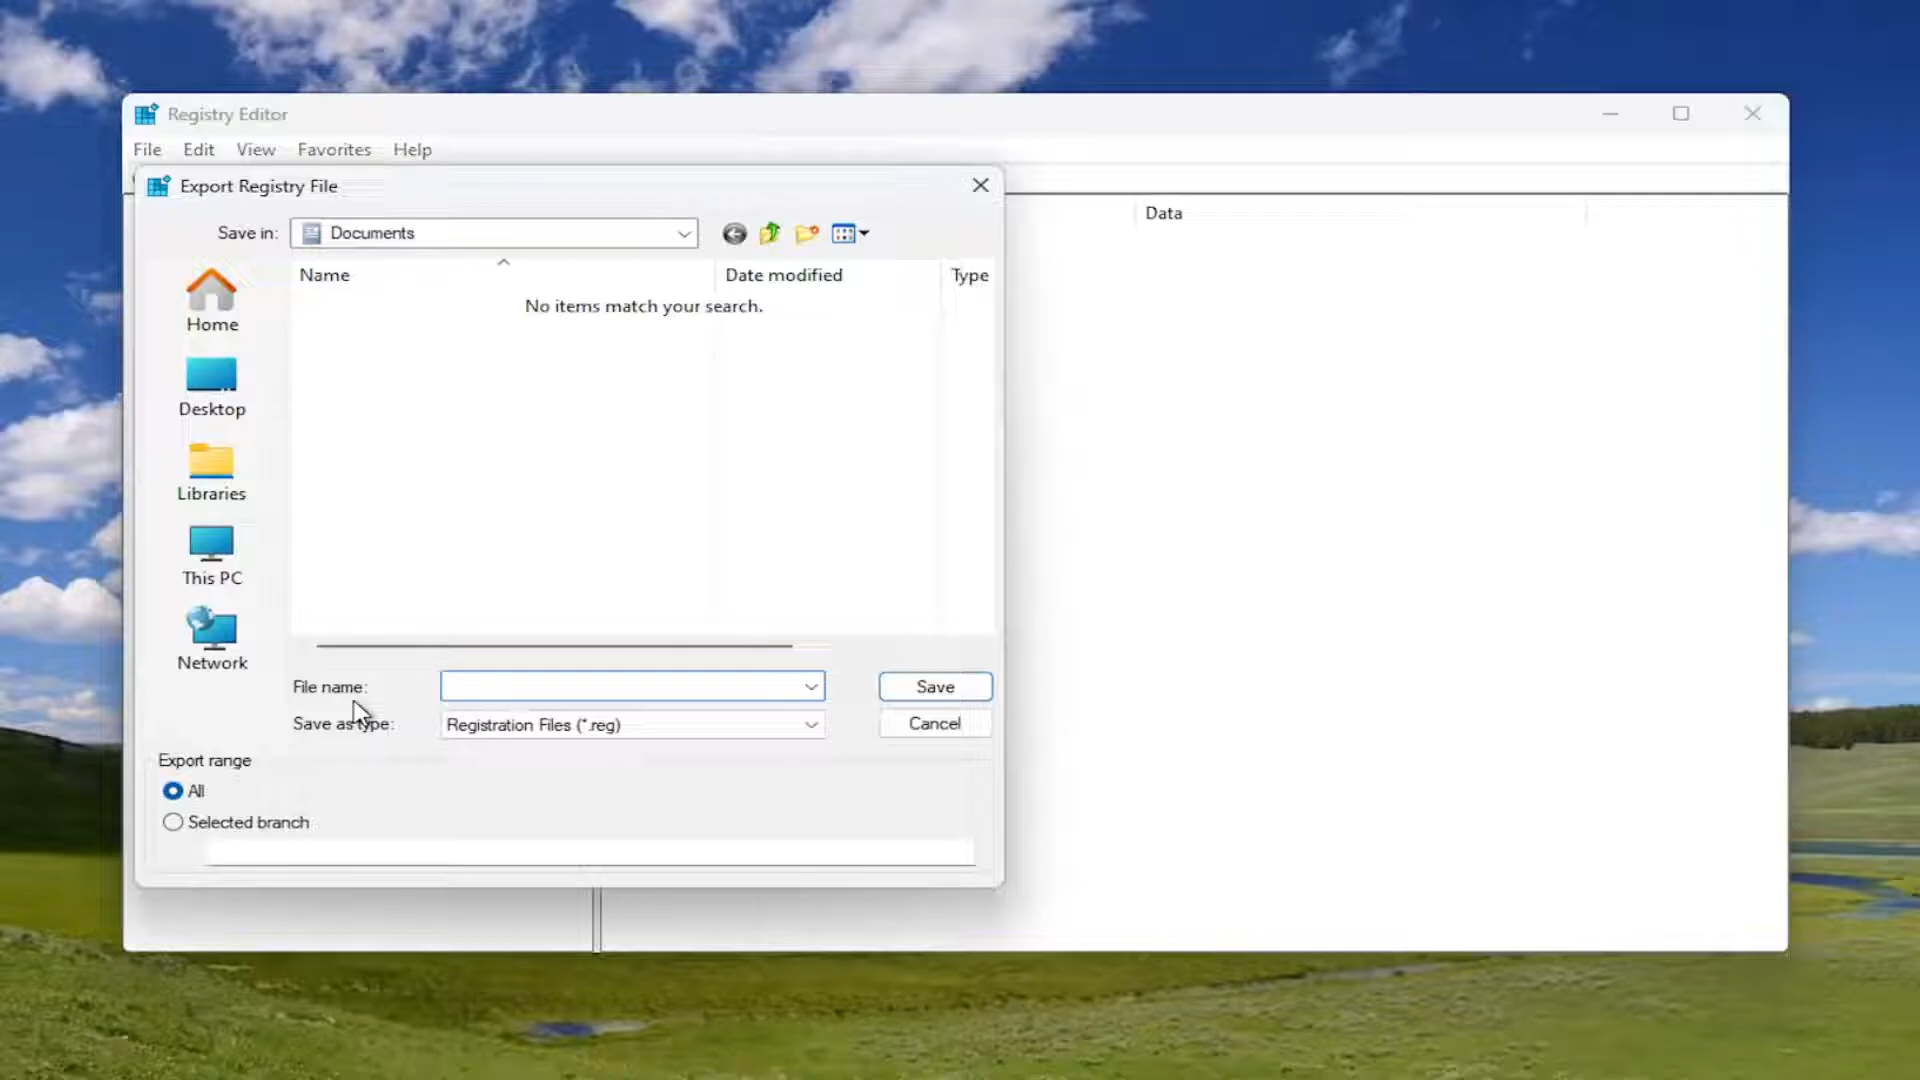 Registry Editor
File Edit View Favorites Help
Export Registry File
Data
Save in: Documents
Name Date modified Type
No items match your search.
Home
Desktop
Libraries
This PC
Network
File name: Save
Save as type: Registration Files (*.reg) Cancel
Export range
All
Selected branch